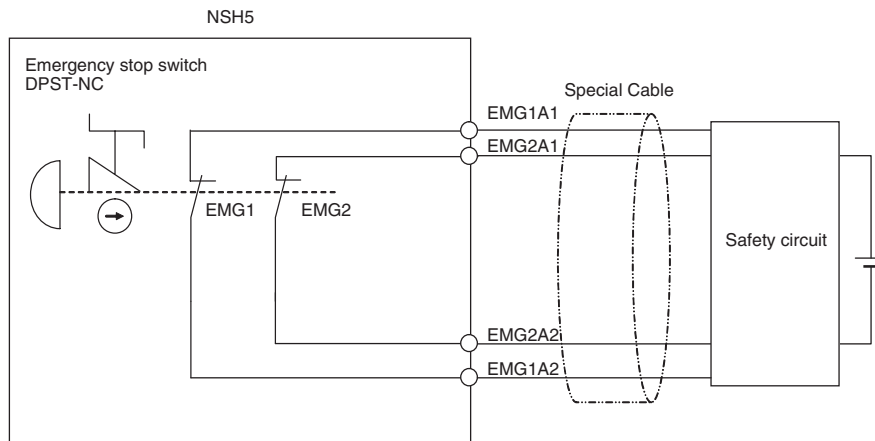 NSH5
Emergency stop switch
DPST-NC
Special Cable
EMG1A1
EMG2A1
EMG1
EMG2
Safety circuit
EMG2A2
EMG1A2